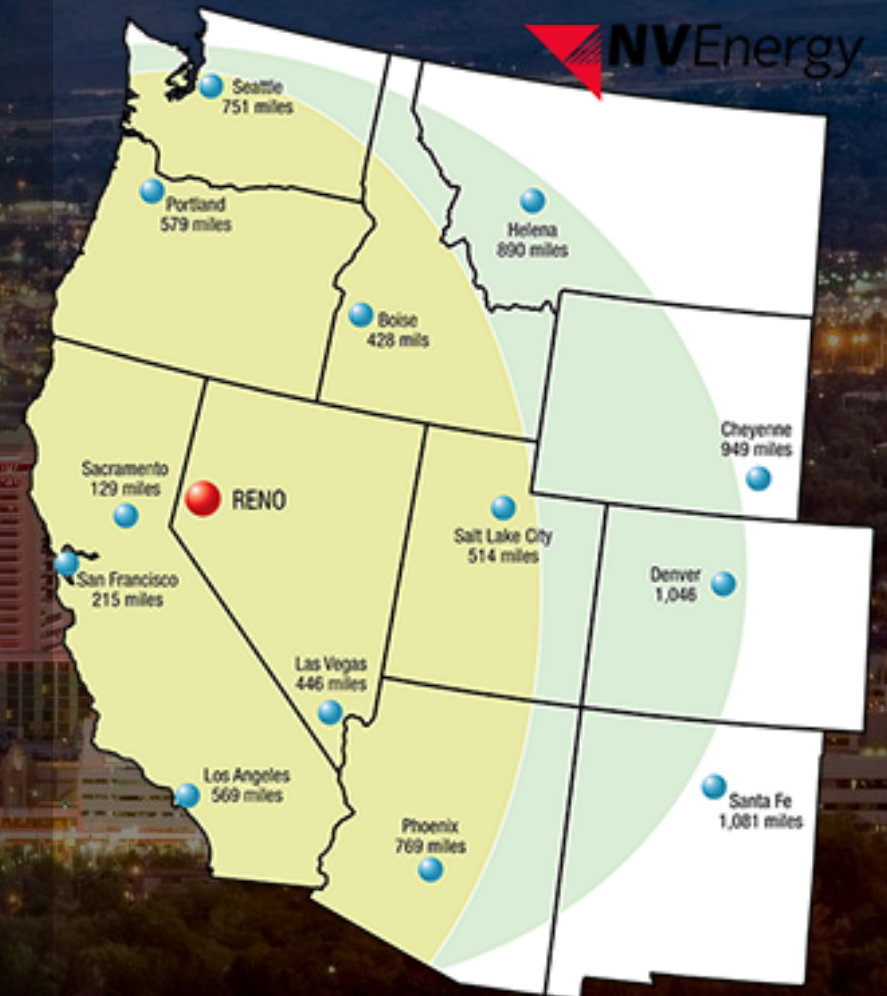 NVEnergy
Seattle
751 miles
Portland
579 miles
Helena
890 miles
Boise
428 mils
Cheyenne
949 miles
Sacramento
129 miles
RENO
Salt Lake City
514 miles
San Francisco
215 miles
Denver
1,046
Las Vegas
446 miles
Los Angeles
569 miles
Santa Fe
1,081 miles
Phoenix
769 miles